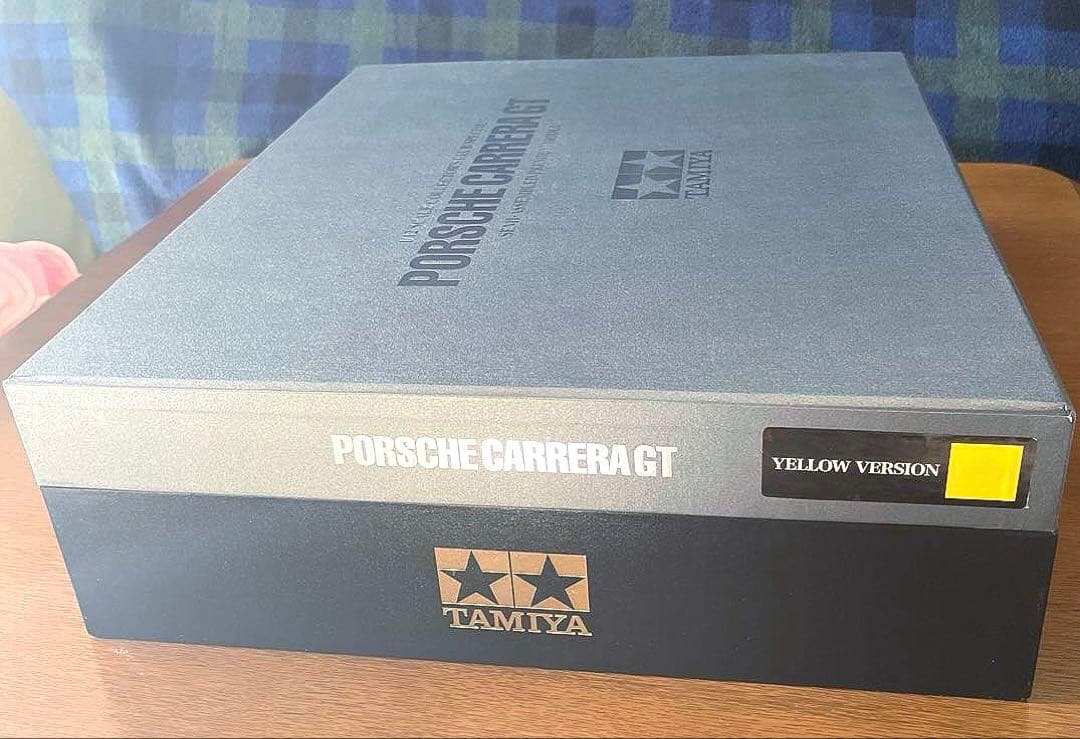 PORSCHE CARRERA GT
TAMIYA
PORSCHE CARRERA GT
YELLOW VERSION
TAMIYA